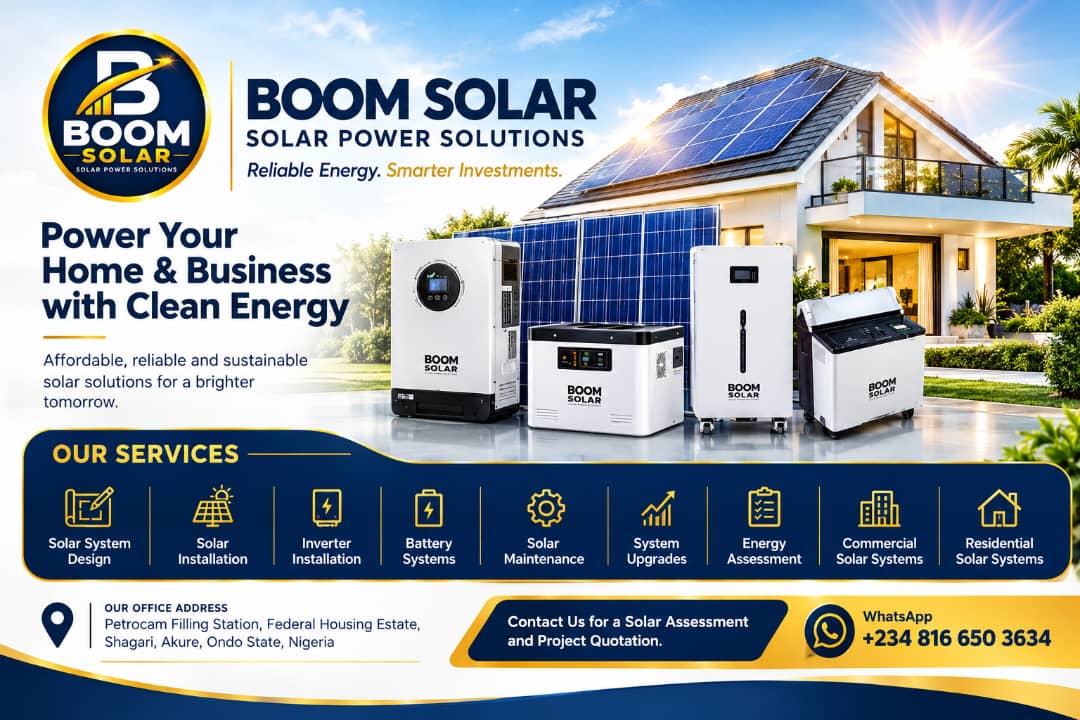 B
BOOM
SOLAR
SOLAR POWER SOLUTIONS
BOOM SOLAR
SOLAR POWER SOLUTIONS
Reliable Energy. Smarter Investments.
Power Your
Home & Business
with Clean Energy
Affordable, reliable and sustainable
solar solutions for a brighter
tomorrow.
BOOM
SOLAR
BOOM
SOLAR
BOOM
SOLAR
BOOM
SOLAR
OUR SERVICES
Solar System
Design
Solar
Installation
Inverter
Installation
Battery
Systems
Solar
Maintenance
System
Upgrades
Energy
Assessment
Commercial
Solar Systems
Residential
Solar Systems
OUR OFFICE ADDRESS
Petrocam Filling Station, Federal Housing Estate,
Shagari, Akure, Ondo State, Nigeria
Contact Us for a Solar Assessment
and Project Quotation.
WhatsApp
+234 816 650 3634